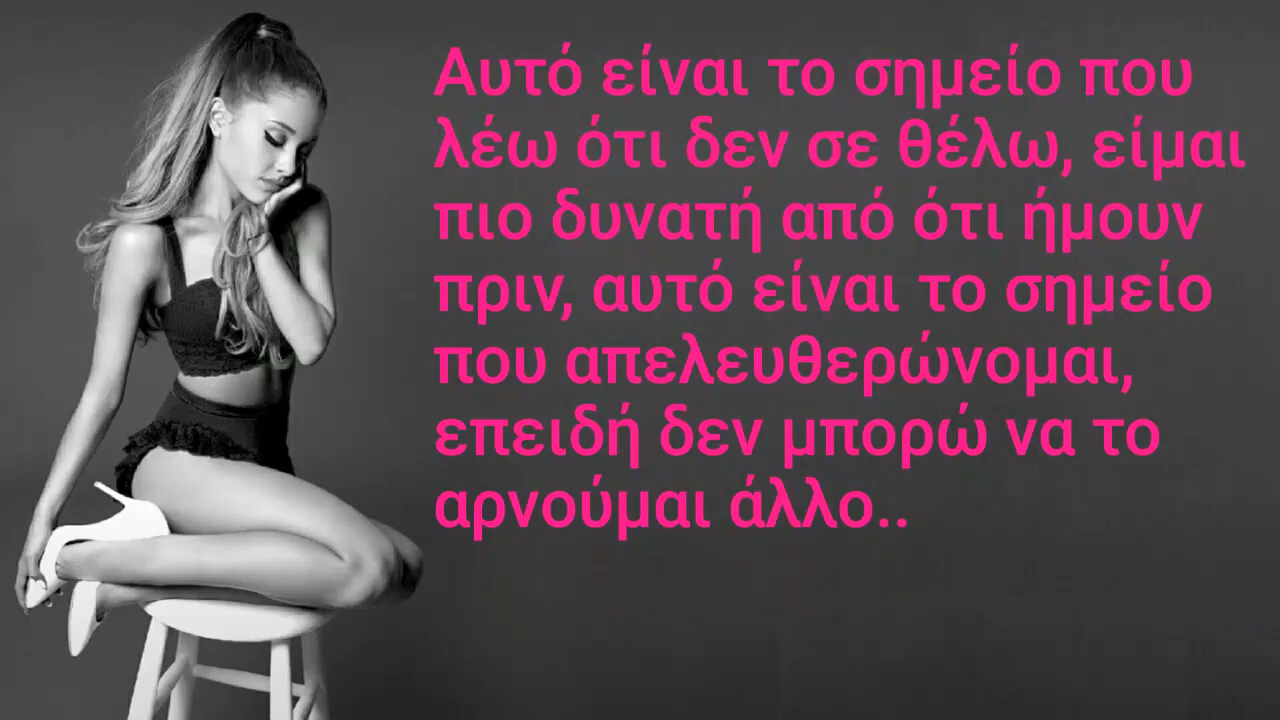 Αυτό είναι το σημείο που
λέω ότι δεν σε θέλω, είμαι
πιο δυνατή από ότι ήμουν
πριν, αυτό είναι το σημείο
που απελευθερώνομαι,
επειδή δεν μπορώ να το
αρνούμαι άλλο..